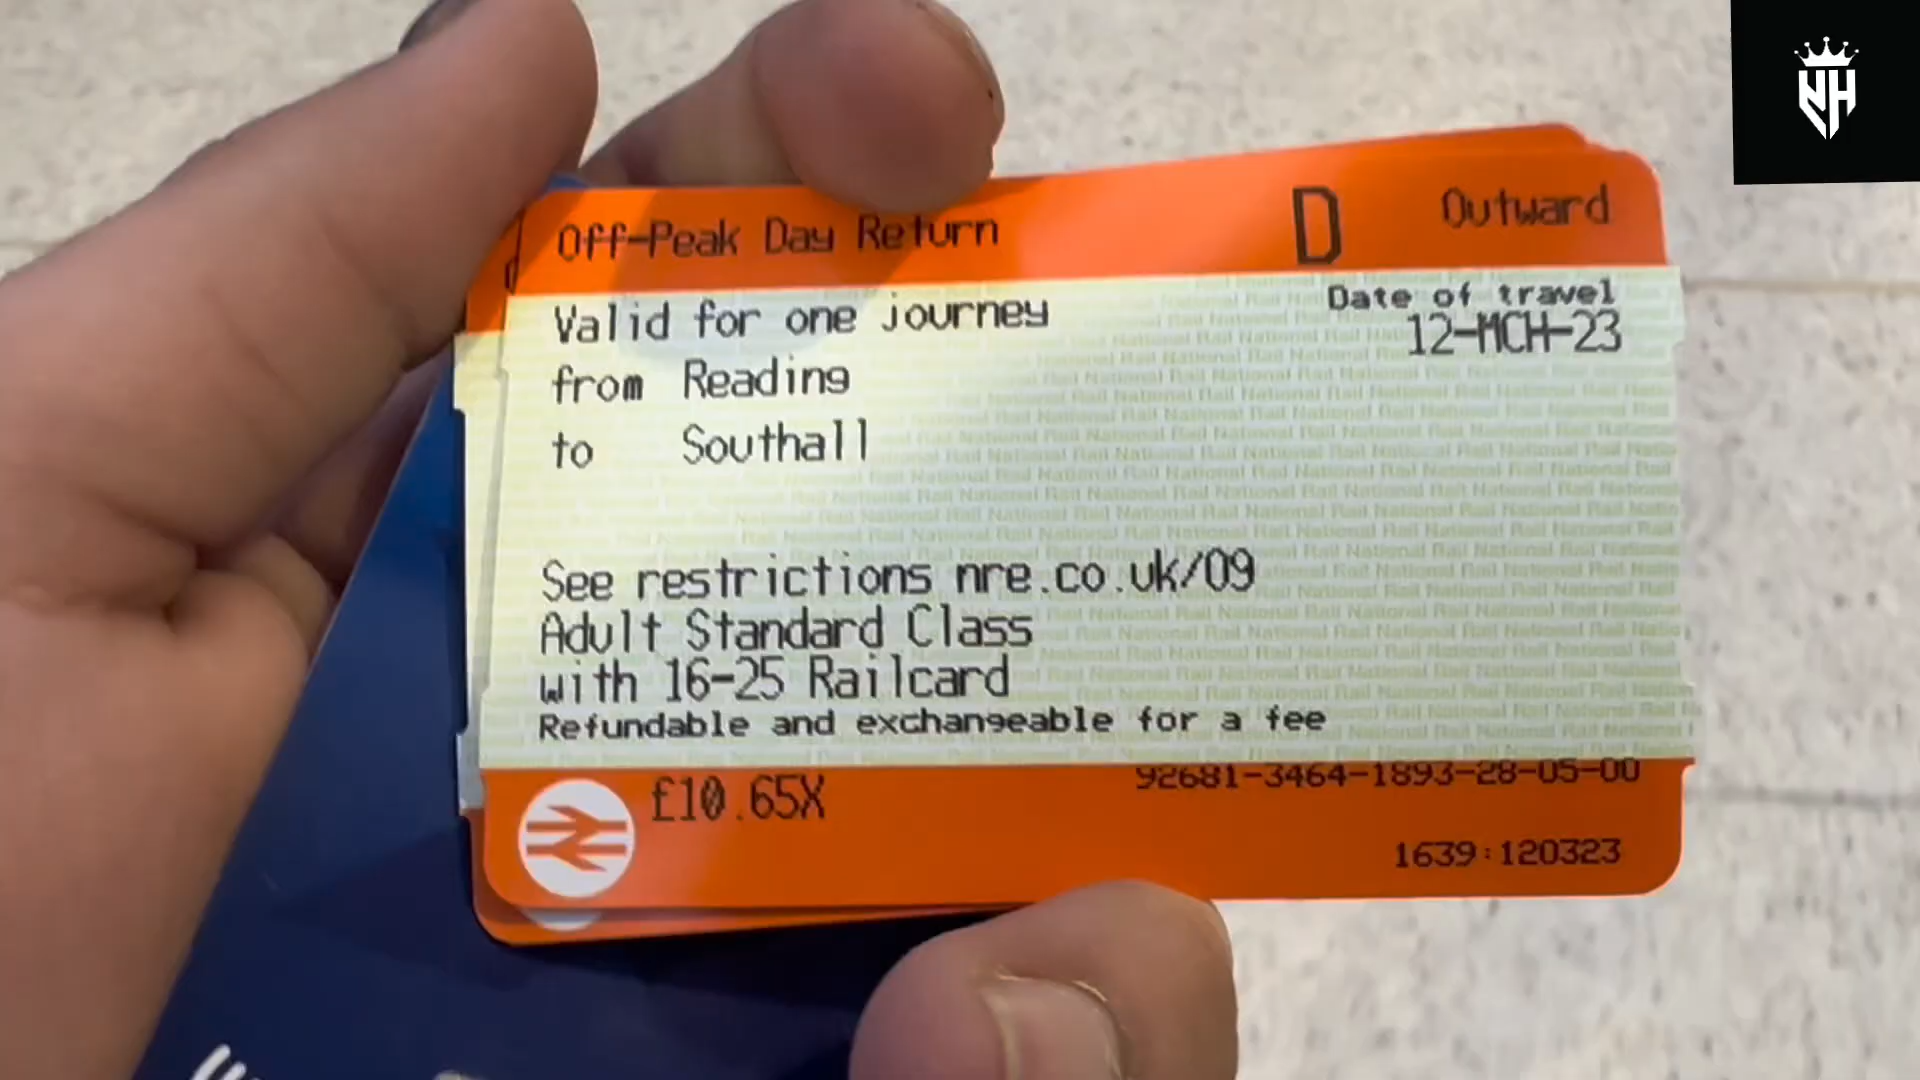 Off-Peak Day Return D Outward
Valid for one journey Date of travel
12-MCH-23
from Reading
to Southall
See restrictions nre.co.uk/09
Adult Standard Class
with 16-25 Railcard
Refundable and exchangeable for a fee
£10.65X 92681-3464-1893-28-05-00
1639:120323
NH